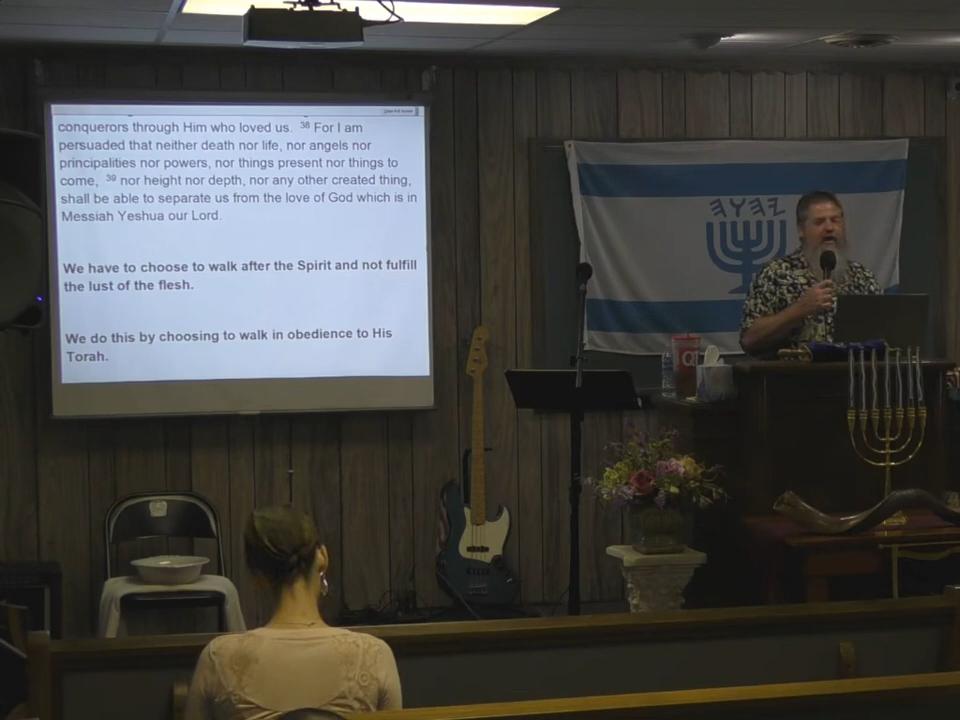 conquerors through Him who loved us. 38 For I am
persuaded that neither death nor life, nor angels nor
principalities nor powers, nor things present nor things to
come, 39 nor height nor depth, nor any other created thing,
shall be able to separate us from the love of God which is in
Messiah Yeshua our Lord.
We have to choose to walk after the Spirit and not fulfill
the lust of the flesh.
We do this by choosing to walk in obedience to His
Torah.
𐤉𐤄𐤅𐤄